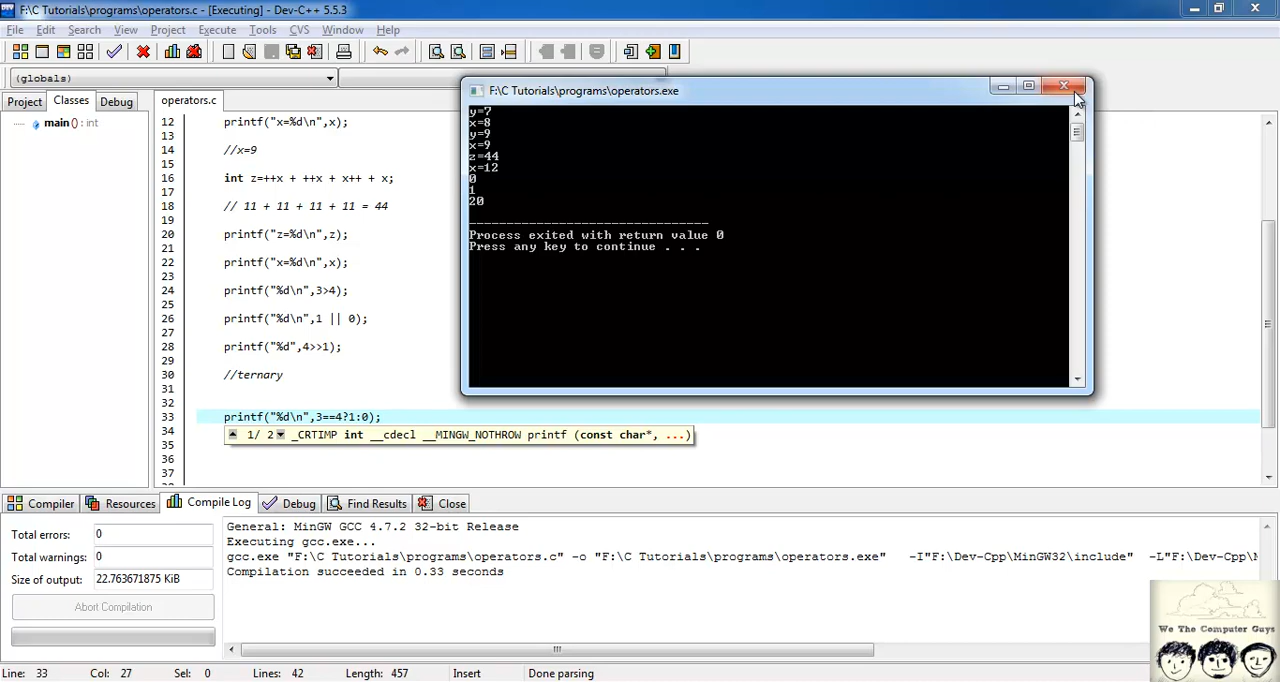 F:\C Tutorials\programs\operators.c - [Executing] - Dev-C++ 5.5.3
File Edit Search View Project Execute Tools CVS Window Help
(globals)
Project Classes Debug
main () : int
operators.c
12 printf("x=%d\n",x);
13
14 //x=9
15
16 int z=++x + ++x + x++ + x;
17
18 // 11 + 11 + 11 + 11 = 44
19
20 printf("z=%d\n",z);
21
22 printf("x=%d\n",x);
23
24 printf("%d\n",3>4);
25
26 printf("%d\n",1 || 0);
27
28 printf("%d",4>>1);
29
30 //ternary
31
32
33 printf("%d\n",3==4?1:0);
34 1/ 2 _CRTIMP int __cdecl __MINGW_NOTHROW printf (const char*, ...)
35
36
37
F:\C Tutorials\programs\operators.exe
y=7
x=8
y=9
x=9
z=44
x=12
0
1
20
--------------------------------
Process exited with return value 0
Press any key to continue . . .
Compiler Resources Compile Log Debug Find Results Close
Total errors: 0
Total warnings: 0
Size of output: 22.763671875 KiB
Abort Compilation
General: MinGW GCC 4.7.2 32-bit Release
Executing gcc.exe...
gcc.exe "F:\C Tutorials\programs\operators.c" -o "F:\C Tutorials\programs\operators.exe" -I"F:\Dev-Cpp\MinGW32\include" -L"F:\Dev-Cpp\M
Compilation succeeded in 0.33 seconds
We The Computer Guys
Line: 33 Col: 27 Sel: 0 Lines: 42 Length: 457 Insert Done parsing